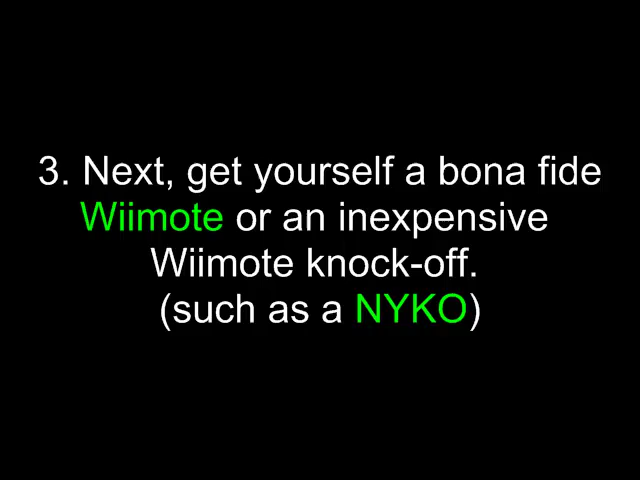 3. Next, get yourself a bona fide
Wiimote or an inexpensive
Wiimote knock-off.
(such as a NYKO)